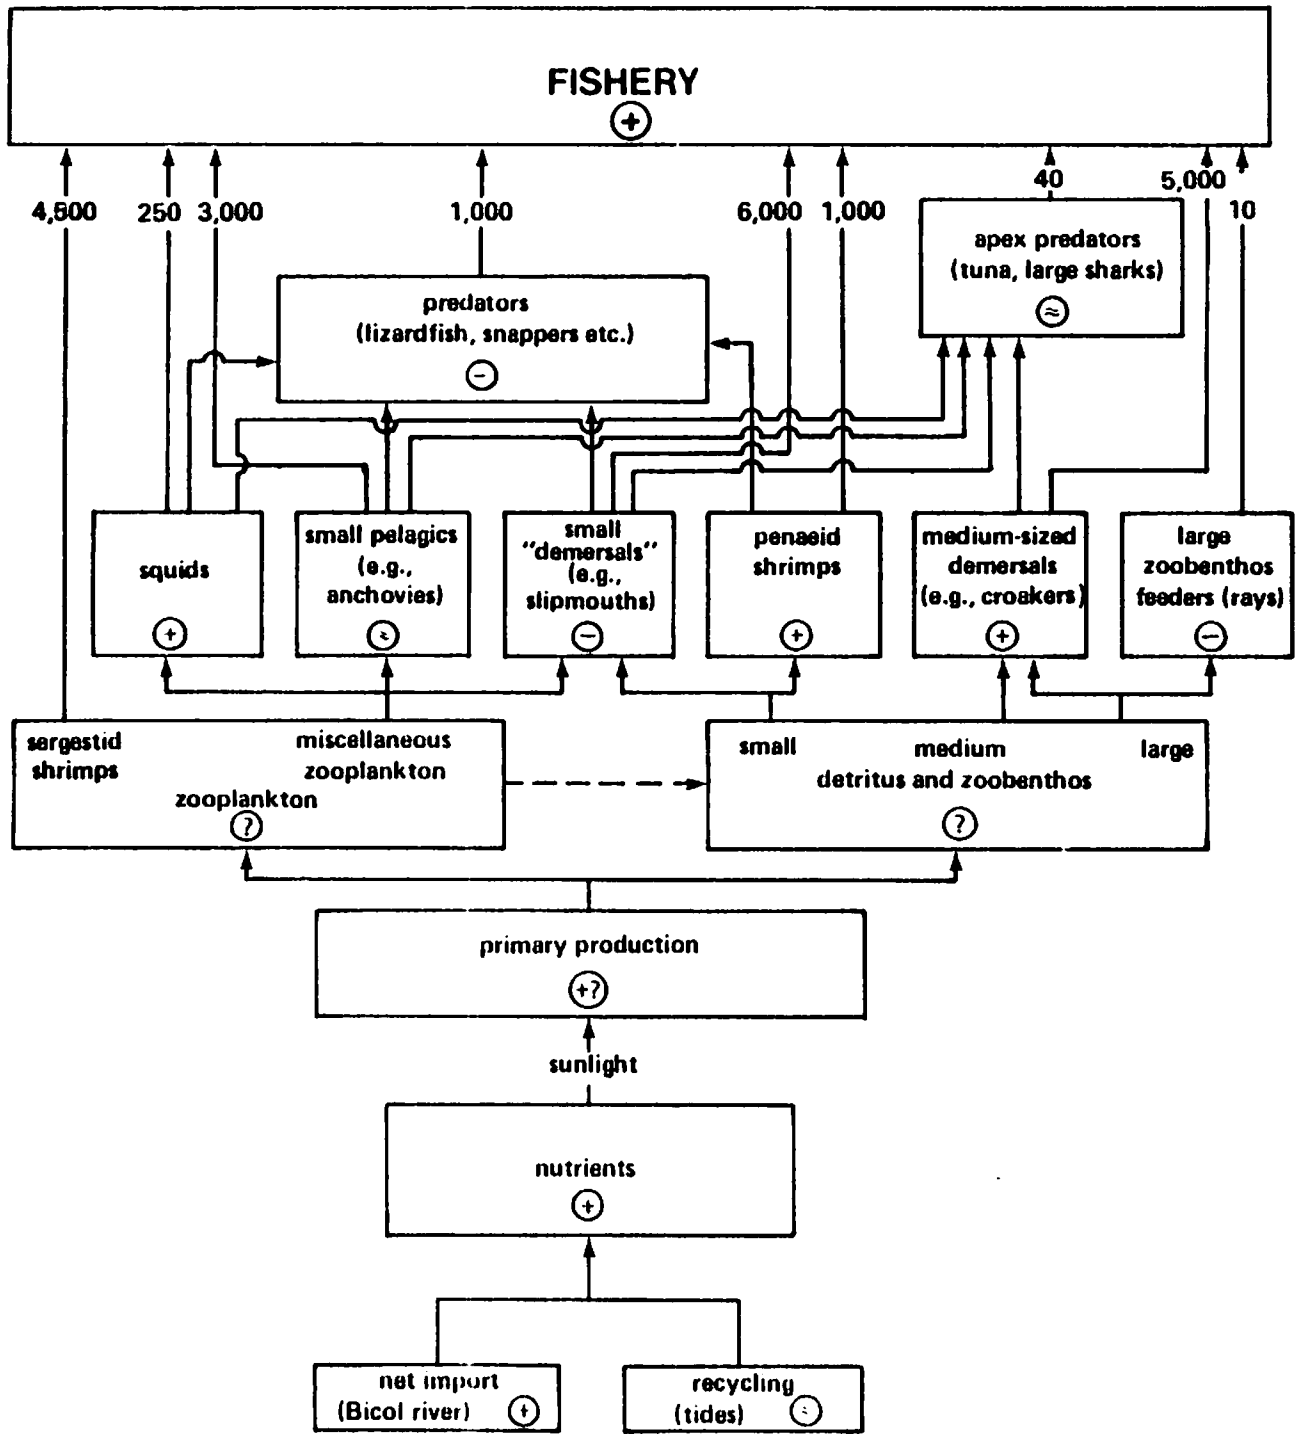 FISHERY
+
40
5,000
4,500 250 3,000 1,000 6,000 1,000 10
apex predators
(tuna, large sharks)
≈
predators
(lizardfish, snappers etc.)
−
squids
+
small pelagics
(e.g.,
anchovies)
≈
small
"demersals"
(e.g.,
slipmouths)
−
penaeid
shrimps
+
medium-sized
demersals
(e.g., croakers)
+
large
zoobenthos
feeders (rays)
−
sergestid
shrimps
miscellaneous
zooplankton
zooplankton
?
small medium large
detritus and zoobenthos
?
primary production
+?
sunlight
nutrients
+
net import
(Bicol river) +
recycling
(tides)